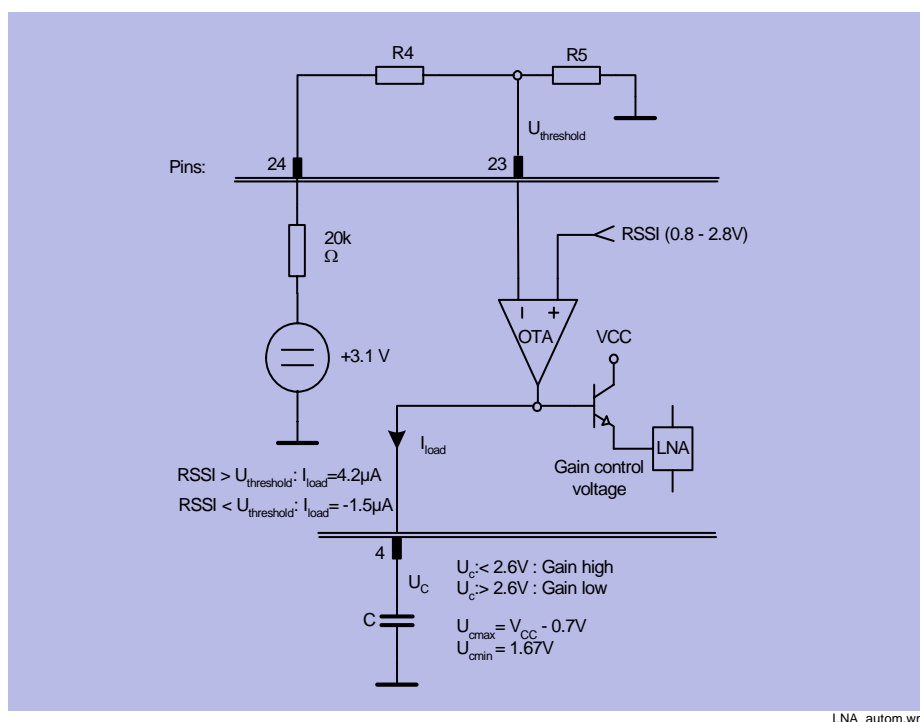 R4
R5
Uthreshold
Pins:
24
23
20k
Ω
RSSI (0.8 - 2.8V)
+3.1 V
− +
OTA
VCC
Iload
LNA
Gain control
voltage
RSSI > Uthreshold: Iload=4.2µA
RSSI < Uthreshold: Iload= -1.5µA
4
UC
Uc:< 2.6V : Gain high
Uc:> 2.6V : Gain low
C
Ucmax= VCC - 0.7V
Ucmin = 1.67V